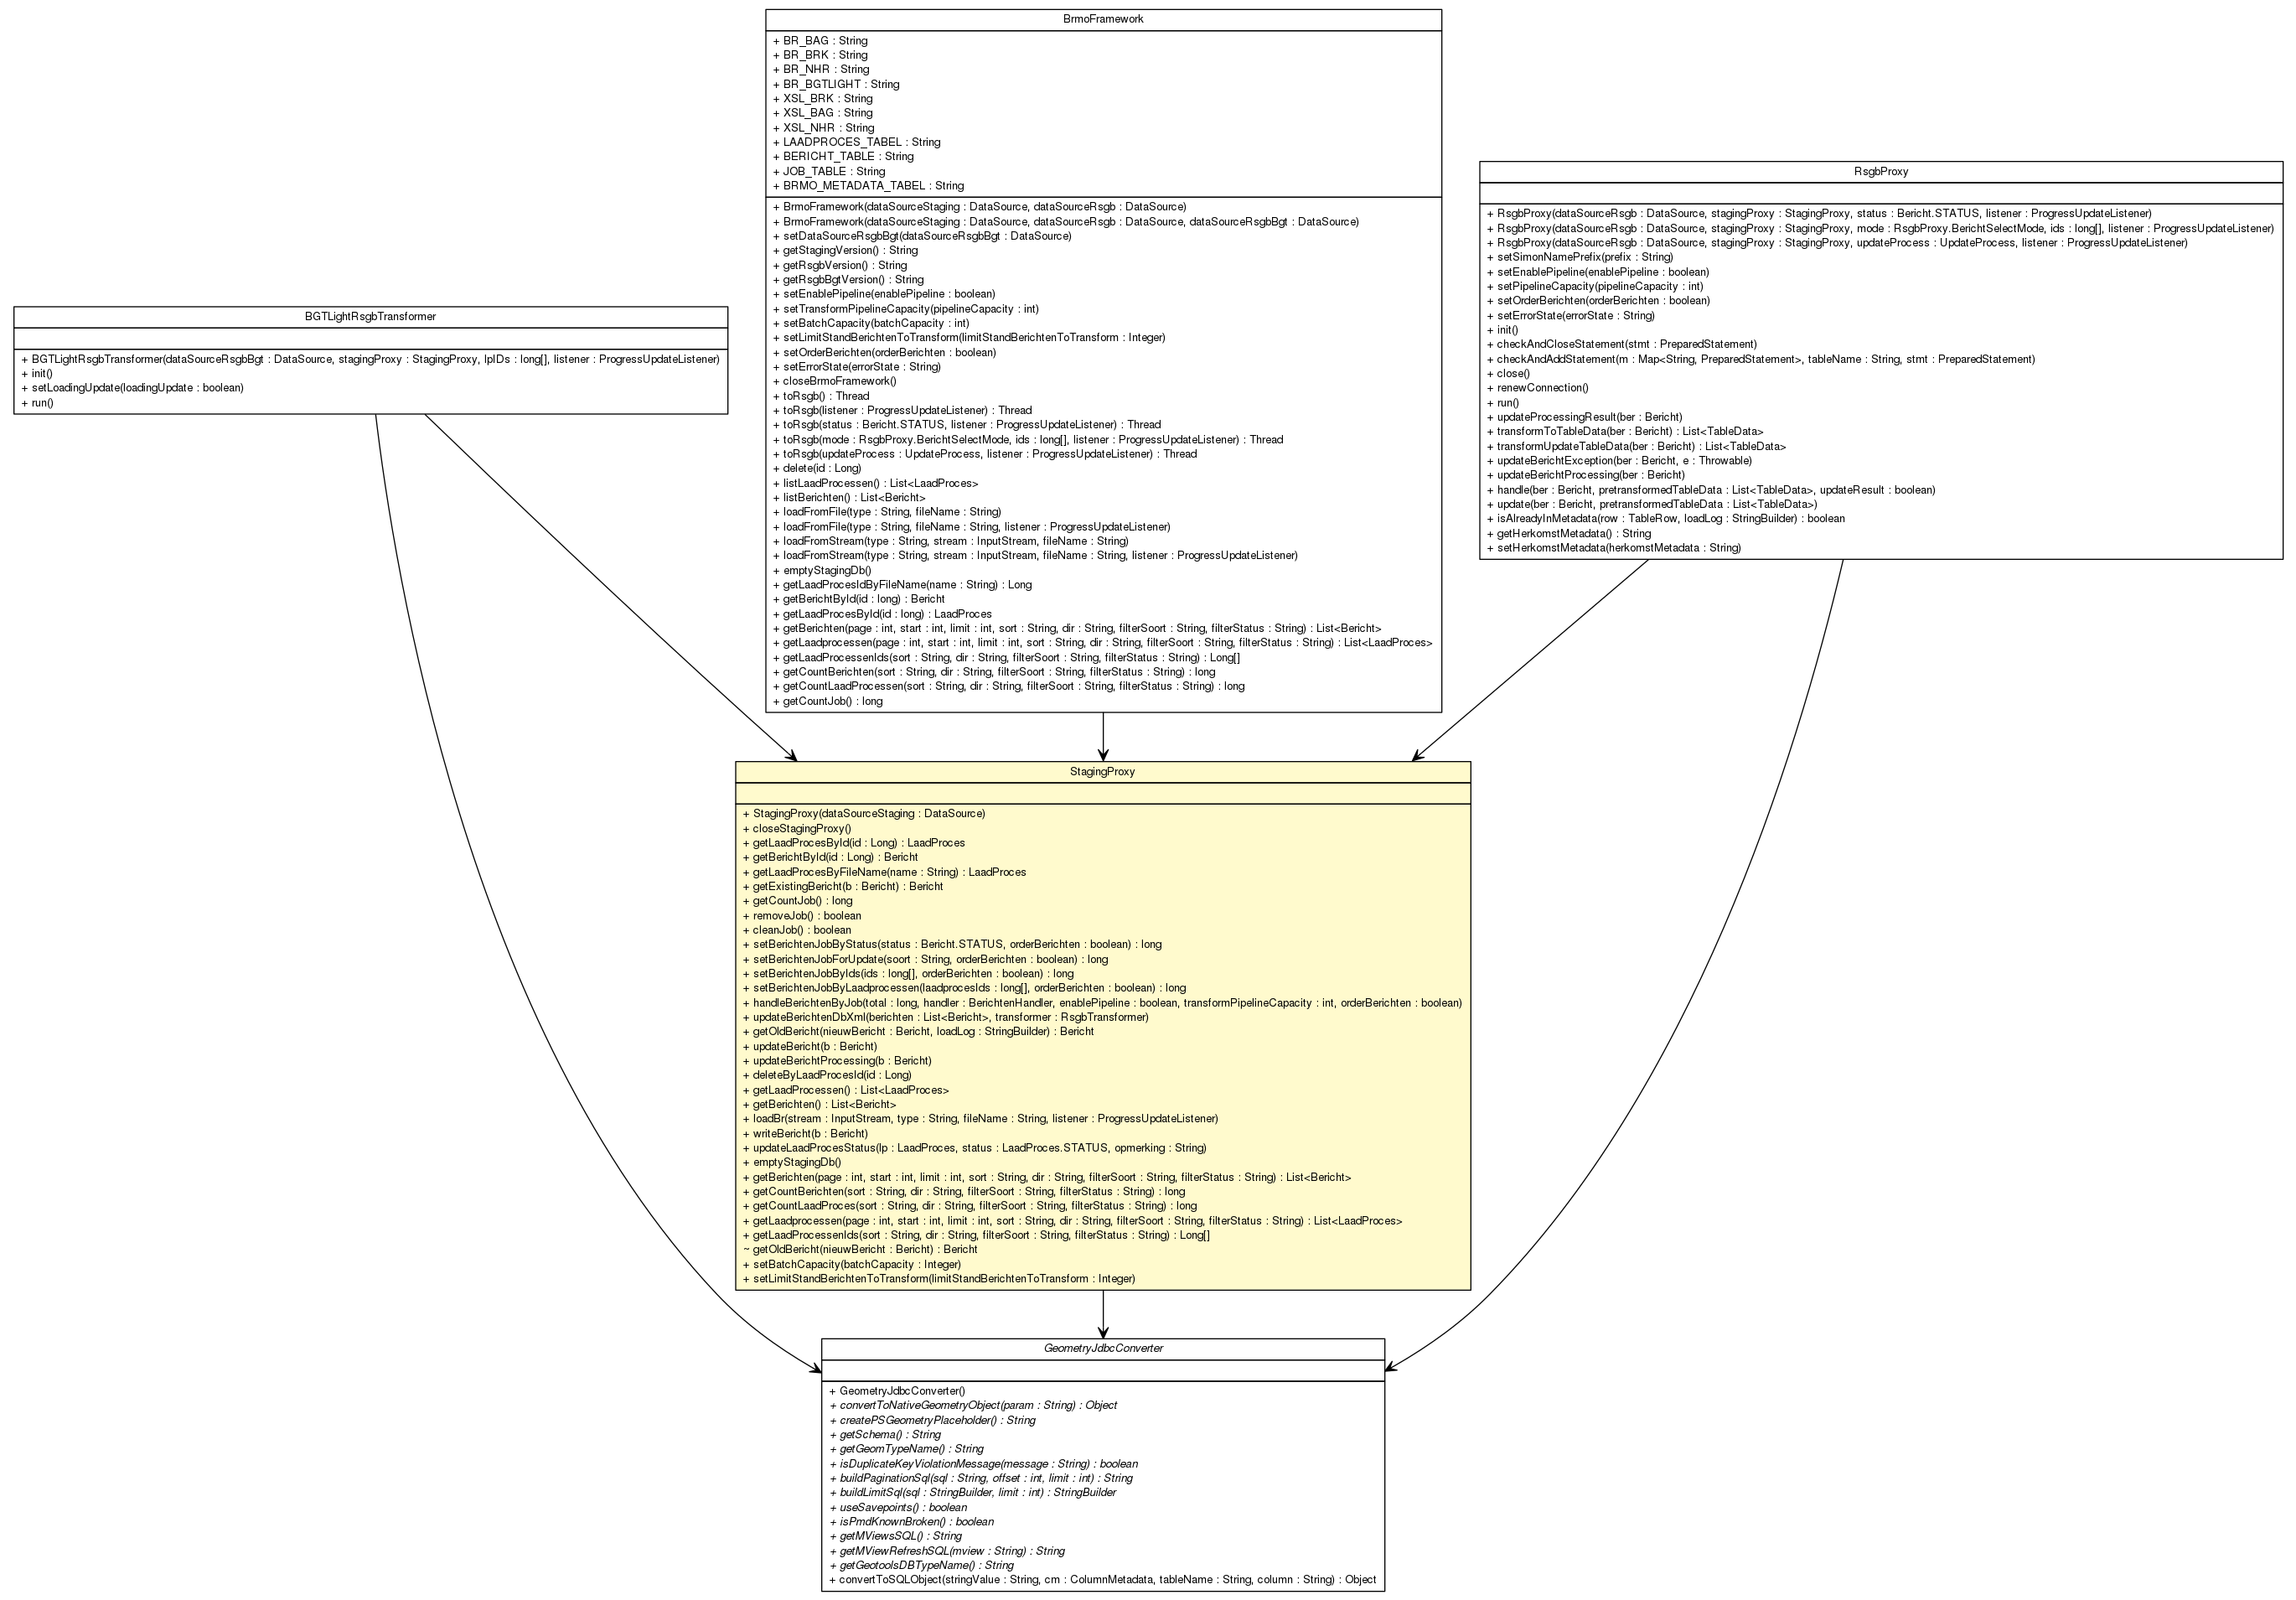 BrmoFramework
+ BR_BAG : String
+ BR_BRK : String
+ BR_NHR : String
+ BR_BGTLIGHT : String
+ XSL_BRK : String
+ XSL_BAG : String
+ XSL_NHR : String
+ LAADPROCES_TABEL : String
+ BERICHT_TABLE : String
+ JOB_TABLE : String
+ BRMO_METADATA_TABEL : String
+ BrmoFramework(dataSourceStaging : DataSource, dataSourceRsgb : DataSource)
+ BrmoFramework(dataSourceStaging : DataSource, dataSourceRsgb : DataSource, dataSourceRsgbBgt : DataSource)
+ setDataSourceRsgbBgt(dataSourceRsgbBgt : DataSource)
+ getStagingVersion() : String
+ getRsgbVersion() : String
+ getRsgbBgtVersion() : String
+ setEnablePipeline(enablePipeline : boolean)
+ setTransformPipelineCapacity(pipelineCapacity : int)
+ setBatchCapacity(batchCapacity : int)
+ setLimitStandBerichtenToTransform(limitStandBerichtenToTransform : Integer)
+ setOrderBerichten(orderBerichten : boolean)
+ setErrorState(errorState : String)
+ closeBrmoFramework()
+ toRsgb() : Thread
+ toRsgb(listener : ProgressUpdateListener) : Thread
+ toRsgb(status : Bericht.STATUS, listener : ProgressUpdateListener) : Thread
+ toRsgb(mode : RsgbProxy.BerichtSelectMode, ids : long[], listener : ProgressUpdateListener) : Thread
+ toRsgb(updateProcess : UpdateProcess, listener : ProgressUpdateListener) : Thread
+ delete(id : Long)
+ listLaadProcessen() : List<LaadProces>
+ listBerichten() : List<Bericht>
+ loadFromFile(type : String, fileName : String)
+ loadFromFile(type : String, fileName : String, listener : ProgressUpdateListener)
+ loadFromStream(type : String, stream : InputStream, fileName : String)
+ loadFromStream(type : String, stream : InputStream, fileName : String, listener : ProgressUpdateListener)
+ emptyStagingDb()
+ getLaadProcesIdByFileName(name : String) : Long
+ getBerichtById(id : long) : Bericht
+ getLaadProcesById(id : long) : LaadProces
+ getBerichten(page : int, start : int, limit : int, sort : String, dir : String, filterSoort : String, filterStatus : String) : List<Bericht>
+ getLaadprocessen(page : int, start : int, limit : int, sort : String, dir : String, filterSoort : String, filterStatus : String) : List<LaadProces>
+ getLaadProcessenIds(sort : String, dir : String, filterSoort : String, filterStatus : String) : Long[]
+ getCountBerichten(sort : String, dir : String, filterSoort : String, filterStatus : String) : long
+ getCountLaadProcessen(sort : String, dir : String, filterSoort : String, filterStatus : String) : long
+ getCountJob() : long
RsgbProxy
+ RsgbProxy(dataSourceRsgb : DataSource, stagingProxy : StagingProxy, status : Bericht.STATUS, listener : ProgressUpdateListener)
+ RsgbProxy(dataSourceRsgb : DataSource, stagingProxy : StagingProxy, mode : RsgbProxy.BerichtSelectMode, ids : long[], listener : ProgressUpdateListener)
+ RsgbProxy(dataSourceRsgb : DataSource, stagingProxy : StagingProxy, updateProcess : UpdateProcess, listener : ProgressUpdateListener)
+ setSimonNamePrefix(prefix : String)
+ setEnablePipeline(enablePipeline : boolean)
+ setPipelineCapacity(pipelineCapacity : int)
+ setOrderBerichten(orderBerichten : boolean)
+ setErrorState(errorState : String)
+ init()
+ checkAndCloseStatement(stmt : PreparedStatement)
+ checkAndAddStatement(m : Map<String, PreparedStatement>, tableName : String, stmt : PreparedStatement)
+ close()
+ renewConnection()
+ run()
+ updateProcessingResult(ber : Bericht)
+ transformToTableData(ber : Bericht) : List<TableData>
+ transformUpdateTableData(ber : Bericht) : List<TableData>
+ updateBerichtException(ber : Bericht, e : Throwable)
+ updateBerichtProcessing(ber : Bericht)
+ handle(ber : Bericht, pretransformedTableData : List<TableData>, updateResult : boolean)
+ update(ber : Bericht, pretransformedTableData : List<TableData>)
+ isAlreadyInMetadata(row : TableRow, loadLog : StringBuilder) : boolean
+ getHerkomstMetadata() : String
+ setHerkomstMetadata(herkomstMetadata : String)
BGTLightRsgbTransformer
+ BGTLightRsgbTransformer(dataSourceRsgbBgt : DataSource, stagingProxy : StagingProxy, lpIDs : long[], listener : ProgressUpdateListener)
+ init()
+ setLoadingUpdate(loadingUpdate : boolean)
+ run()
StagingProxy
+ StagingProxy(dataSourceStaging : DataSource)
+ closeStagingProxy()
+ getLaadProcesById(id : Long) : LaadProces
+ getBerichtById(id : Long) : Bericht
+ getLaadProcesByFileName(name : String) : LaadProces
+ getExistingBericht(b : Bericht) : Bericht
+ getCountJob() : long
+ removeJob() : boolean
+ cleanJob() : boolean
+ setBerichtenJobByStatus(status : Bericht.STATUS, orderBerichten : boolean) : long
+ setBerichtenJobForUpdate(soort : String, orderBerichten : boolean) : long
+ setBerichtenJobByIds(ids : long[], orderBerichten : boolean) : long
+ setBerichtenJobByLaadprocessen(laadprocesIds : long[], orderBerichten : boolean) : long
+ handleBerichtenByJob(total : long, handler : BerichtenHandler, enablePipeline : boolean, transformPipelineCapacity : int, orderBerichten : boolean)
+ updateBerichtenDbXml(berichten : List<Bericht>, transformer : RsgbTransformer)
+ getOldBericht(nieuwBericht : Bericht, loadLog : StringBuilder) : Bericht
+ updateBericht(b : Bericht)
+ updateBerichtProcessing(b : Bericht)
+ deleteByLaadProcesId(id : Long)
+ getLaadProcessen() : List<LaadProces>
+ getBerichten() : List<Bericht>
+ loadBr(stream : InputStream, type : String, fileName : String, listener : ProgressUpdateListener)
+ writeBericht(b : Bericht)
+ updateLaadProcesStatus(lp : LaadProces, status : LaadProces.STATUS, opmerking : String)
+ emptyStagingDb()
+ getBerichten(page : int, start : int, limit : int, sort : String, dir : String, filterSoort : String, filterStatus : String) : List<Bericht>
+ getCountBerichten(sort : String, dir : String, filterSoort : String, filterStatus : String) : long
+ getCountLaadProces(sort : String, dir : String, filterSoort : String, filterStatus : String) : long
+ getLaadprocessen(page : int, start : int, limit : int, sort : String, dir : String, filterSoort : String, filterStatus : String) : List<LaadProces>
+ getLaadProcessenIds(sort : String, dir : String, filterSoort : String, filterStatus : String) : Long[]
~ getOldBericht(nieuwBericht : Bericht) : Bericht
+ setBatchCapacity(batchCapacity : Integer)
+ setLimitStandBerichtenToTransform(limitStandBerichtenToTransform : Integer)
GeometryJdbcConverter
+ GeometryJdbcConverter()
+ convertToNativeGeometryObject(param : String) : Object
+ createPSGeometryPlaceholder() : String
+ getSchema() : String
+ getGeomTypeName() : String
+ isDuplicateKeyViolationMessage(message : String) : boolean
+ buildPaginationSql(sql : String, offset : int, limit : int) : String
+ buildLimitSql(sql : StringBuilder, limit : int) : StringBuilder
+ useSavepoints() : boolean
+ isPmdKnownBroken() : boolean
+ getMViewsSQL() : String
+ getMViewRefreshSQL(mview : String) : String
+ getGeotoolsDBTypeName() : String
+ convertToSQLObject(stringValue : String, cm : ColumnMetadata, tableName : String, column : String) : Object